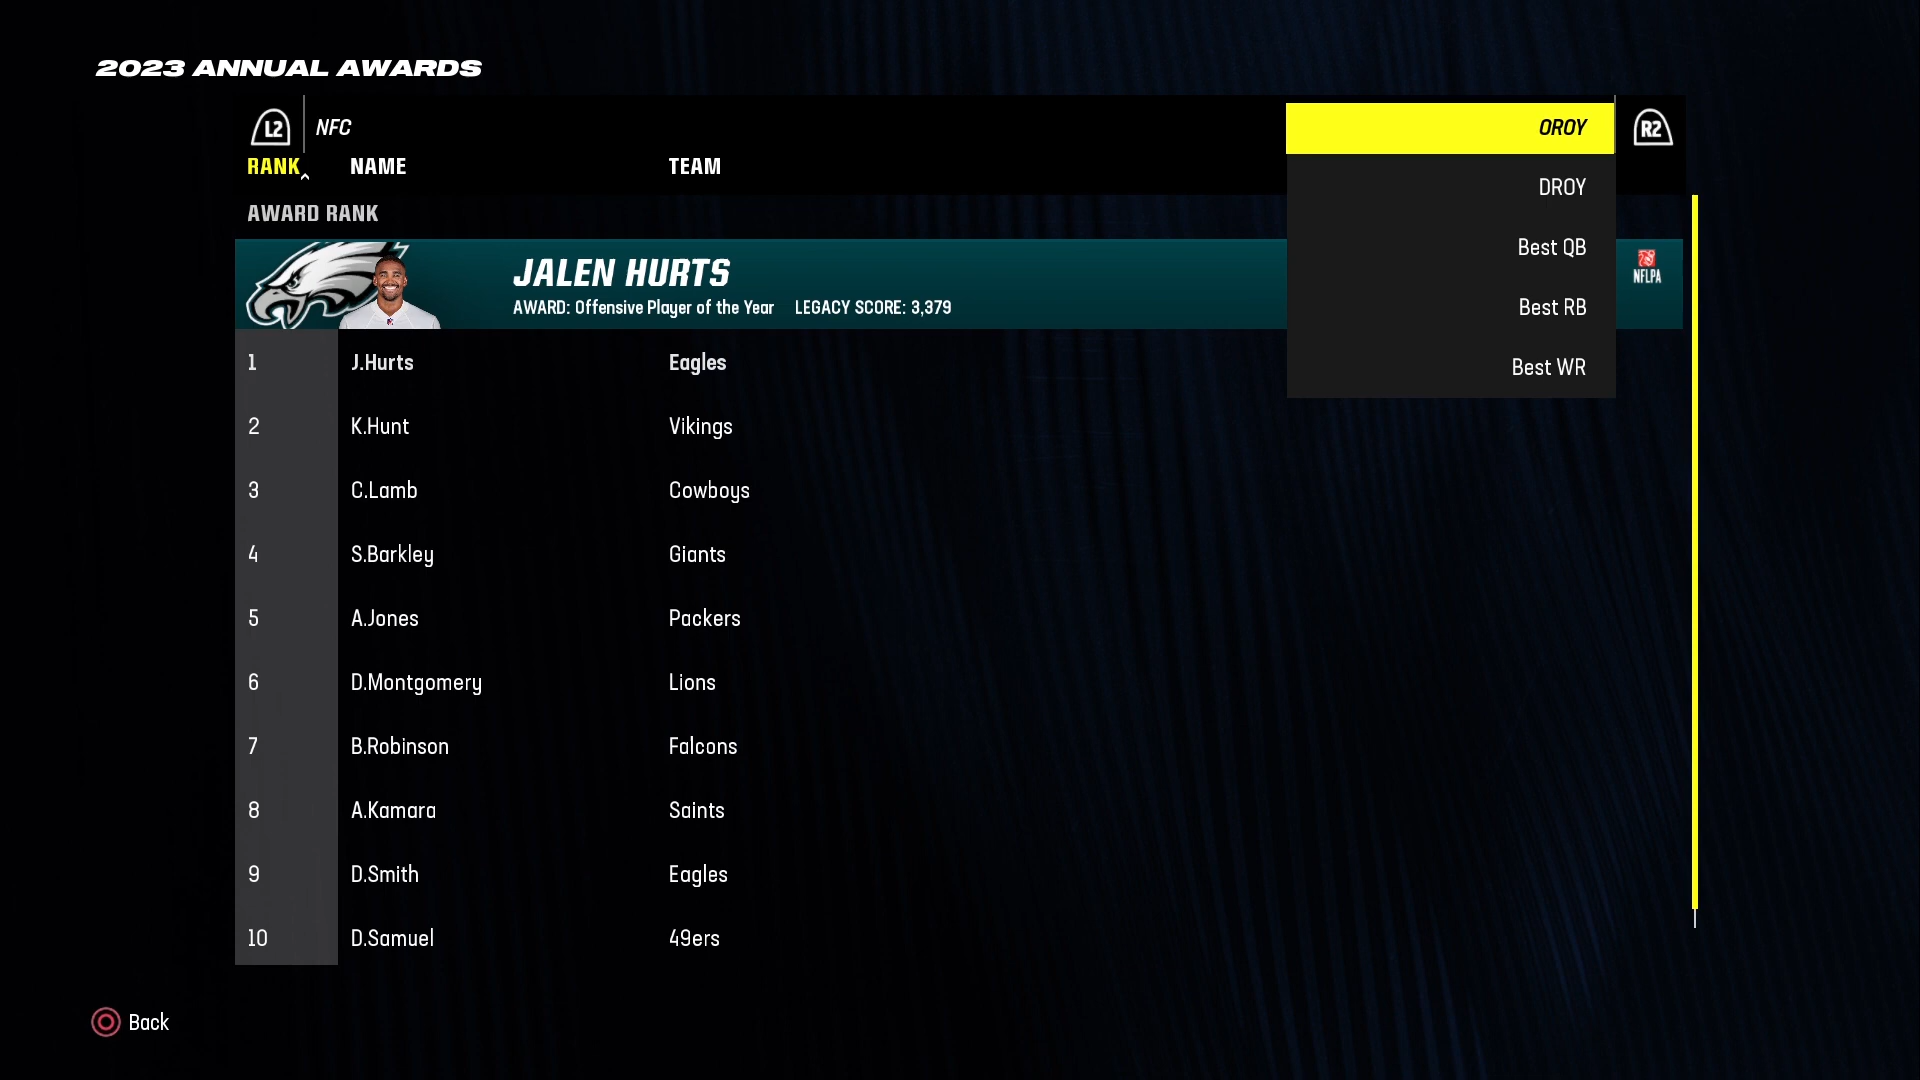 2023 ANNUAL AWARDS
L2 NFC OROY R2
RANK NAME TEAM
DROY
AWARD RANK
Best QB
JALEN HURTS
NFLPA
AWARD: Offensive Player of the Year LEGACY SCORE: 3,379
Best RB
1 J.Hurts Eagles
Best WR
2 K.Hunt Vikings
3 C.Lamb Cowboys
4 S.Barkley Giants
5 A.Jones Packers
6 D.Montgomery Lions
7 B.Robinson Falcons
8 A.Kamara Saints
9 D.Smith Eagles
10 D.Samuel 49ers
Back